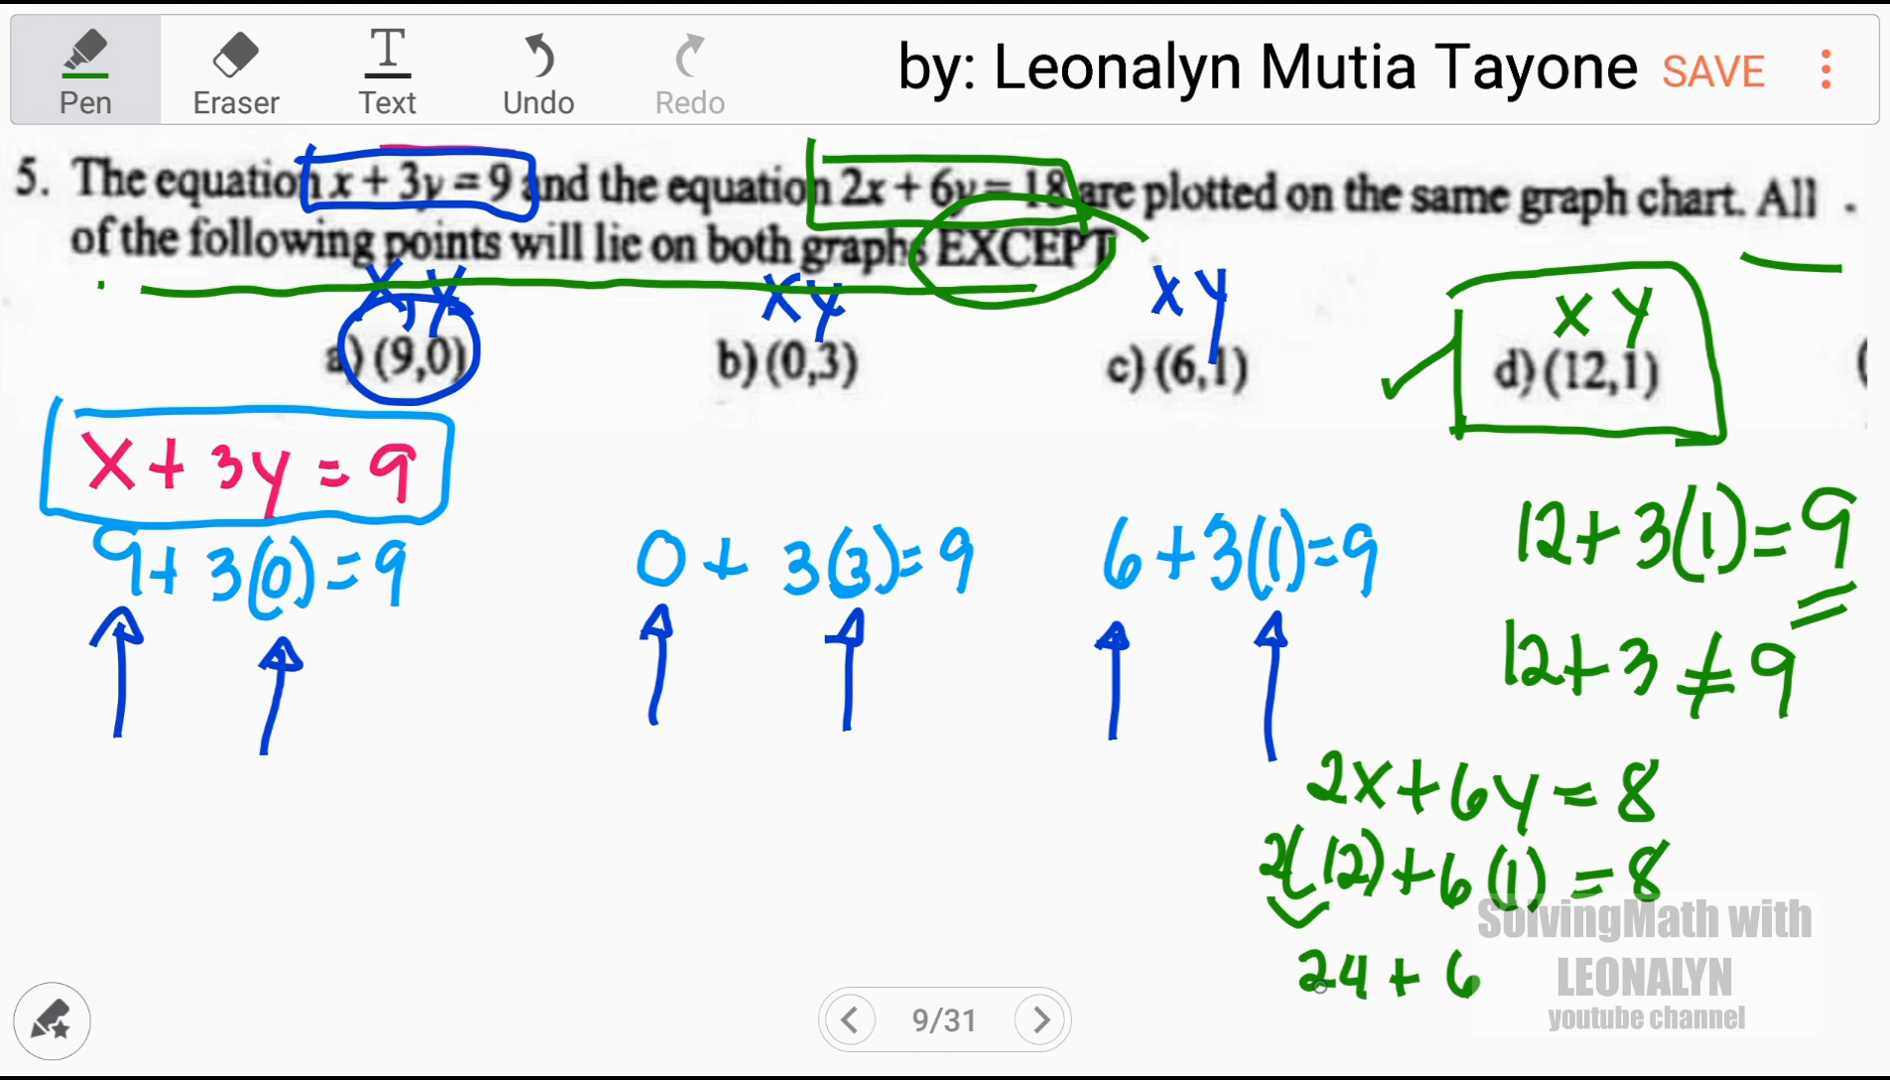 Pen
Eraser
Text
Undo
Redo
by: Leonalyn Mutia Tayone
SAVE
5. The equation x + 3y = 9 and the equation 2x + 6y = 18 are plotted on the same graph chart. All
of the following points will lie on both graphs EXCEPT
x, y
x y
x y
x y
a) (9,0)
b) (0,3)
c) (6,1)
d) (12,1)
x + 3y = 9
9 + 3(0) = 9
0 + 3(3) = 9
6 + 3(1) = 9
12 + 3(1) = 9
12 + 3 ≠ 9
2x + 6y = 8
2(12) + 6(1) = 8
24 + 6
SolvingMath with
LEONALYN
youtube channel
9/31